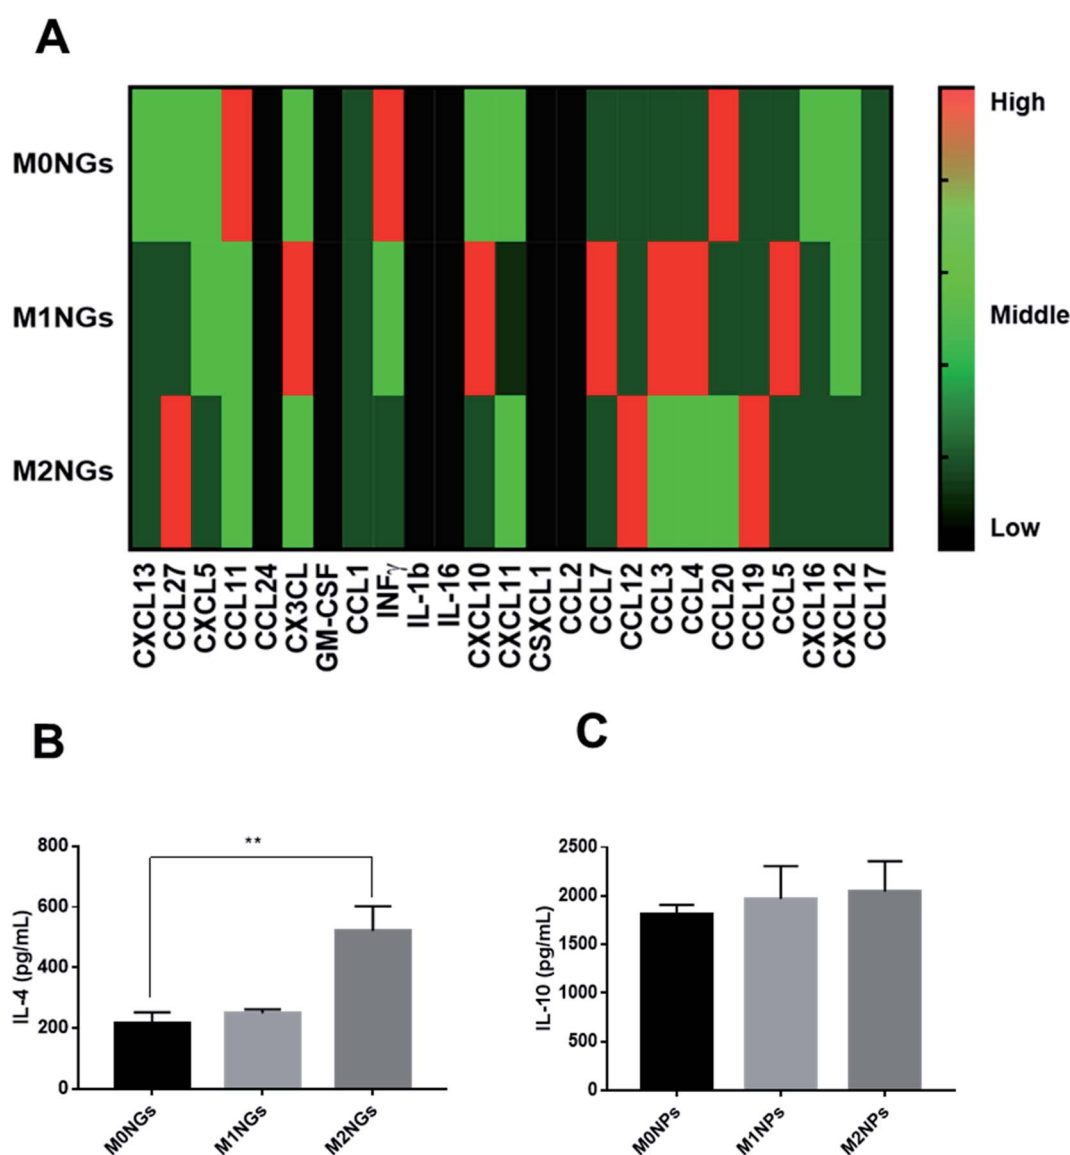 A
M0NGs
M1NGs
M2NGs
High
Middle
Low
CXCL13
CCL27
CXCL5
CCL11
CCL24
CX3CL
GM-CSF
CCL1
INFγ
IL-1b
IL-16
CXCL10
CXCL11
CSXCL1
CCL2
CCL7
CCL12
CCL3
CCL4
CCL20
CCL19
CCL5
CXCL16
CXCL12
CCL17
B
IL-4 (pg/mL)
800
600
400
200
0
**
M0NGs
M1NGs
M2NGs
C
IL-10 (pg/mL)
2500
2000
1500
1000
500
0
M0NPs
M1NPs
M2NPs